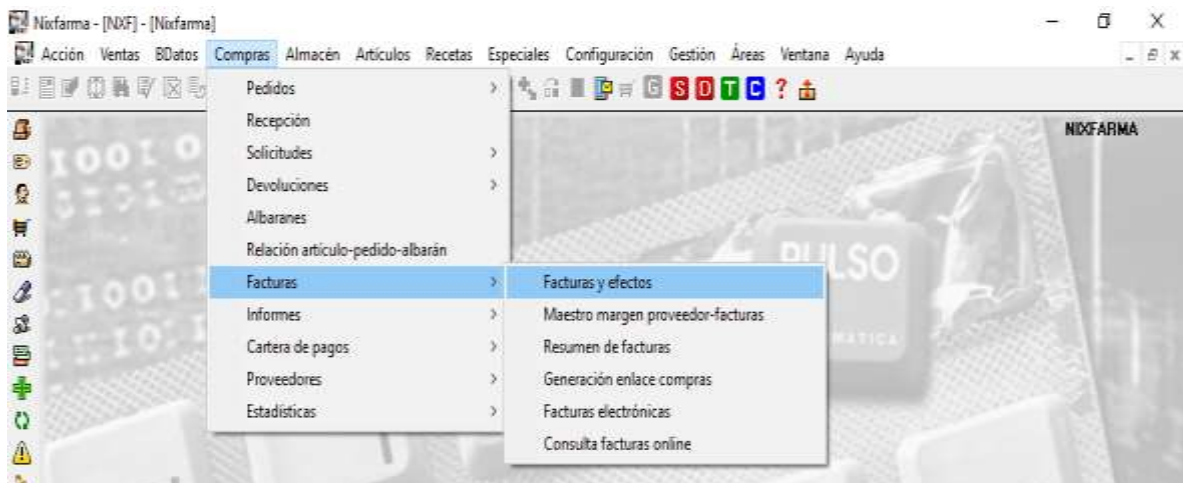 Nixfarma - [NXF] - [Nixfarma]
Acción Ventas BDatos Compras Almacén Artículos Recetas Especiales Configuración Gestión Áreas Ventana Ayuda
G S D T C ?
Pedidos
Recepción
Solicitudes
Devoluciones
Albaranes
Relación artículo-pedido-albarán
Facturas
Informes
Cartera de pagos
Proveedores
Estadísticas
Facturas y efectos
Maestro margen proveedor-facturas
Resumen de facturas
Generación enlace compras
Facturas electrónicas
Consulta facturas online
NIXFARMA
PULSO